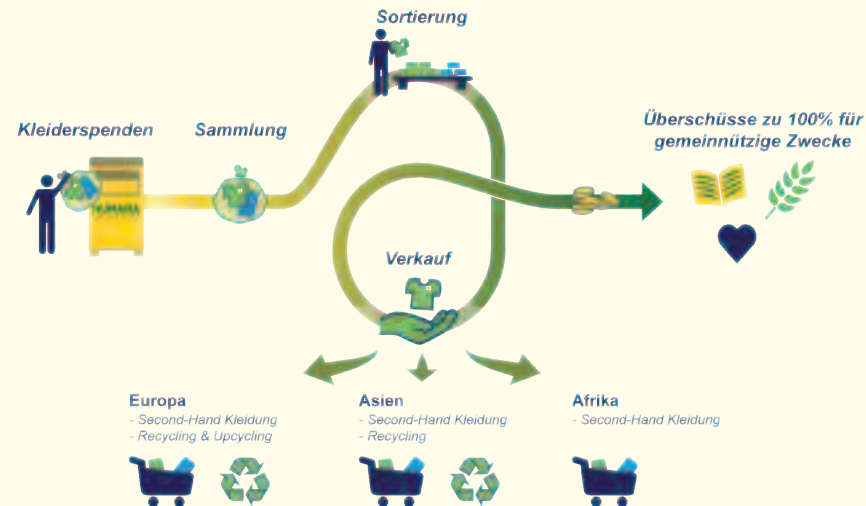 Sortierung
Kleiderspenden
Sammlung
Überschüsse zu 100% für
gemeinnützige Zwecke
HUMANA
Verkauf
Europa
- Second-Hand Kleidung
- Recycling & Upcycling
Asien
- Second-Hand Kleidung
- Recycling
Afrika
- Second-Hand Kleidung